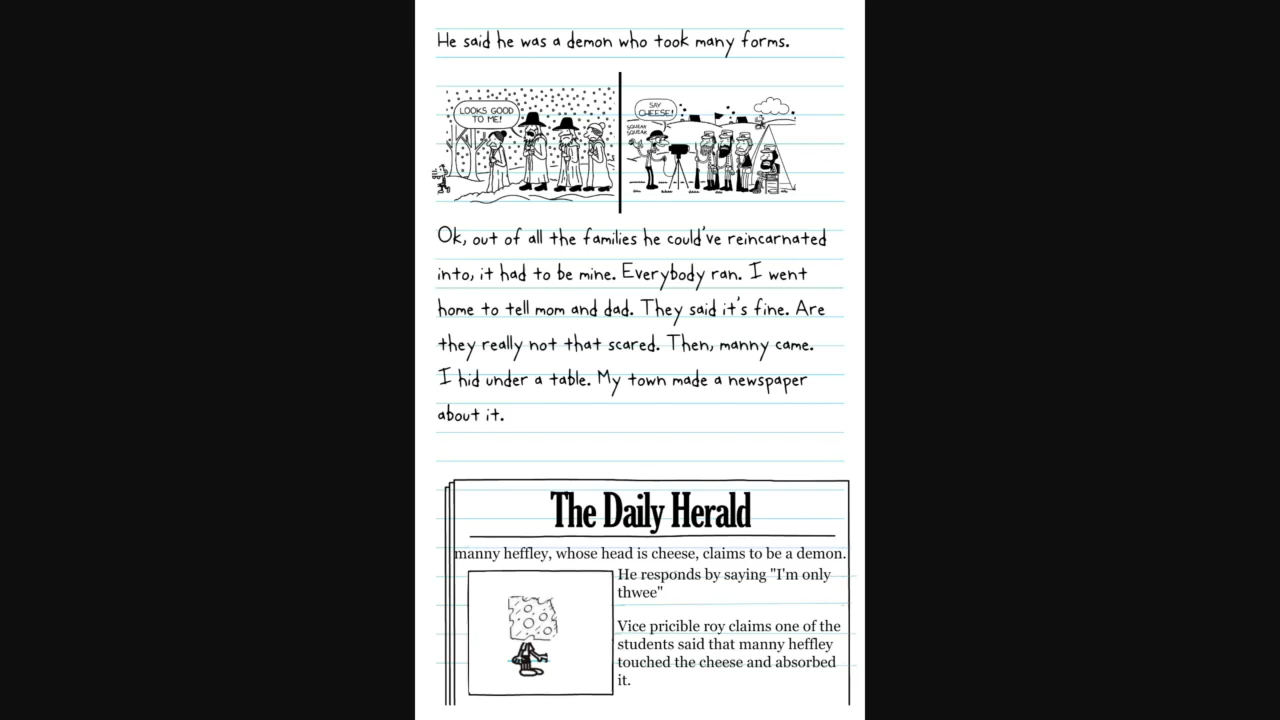 He said he was a demon who took many forms.
LOOKS GOOD
TO ME!
SAY
CHEESE!
SQUEAK
SQUEAK
Ok, out of all the families he could've reincarnated
into, it had to be mine. Everybody ran. I went
home to tell mom and dad. They said it's fine. Are
they really not that scared. Then, manny came.
I hid under a table. My town made a newspaper
about it.
The Daily Herald
manny heffley, whose head is cheese, claims to be a demon.
He responds by saying "I'm only
thwee"
Vice pricible roy claims one of the
students said that manny heffley
touched the cheese and absorbed
it.